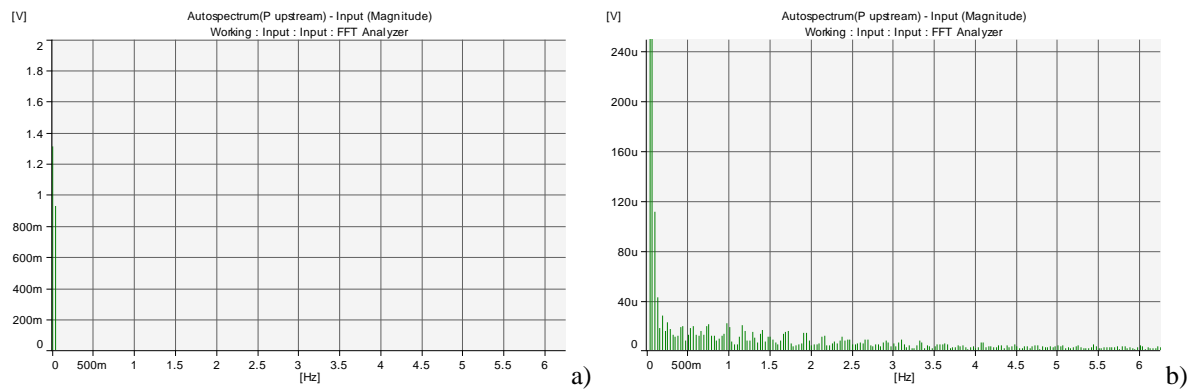 [V]
Autospectrum(P upstream) - Input (Magnitude)
Working : Input : Input : FFT Analyzer
2
1.8
1.6
1.4
1.2
1
800m
600m
400m
200m
0
0 500m 1 1.5 2 2.5 3 3.5 4 4.5 5 5.5 6
[Hz]
a)
[V]
Autospectrum(P upstream) - Input (Magnitude)
Working : Input : Input : FFT Analyzer
240u
200u
160u
120u
80u
40u
0
0 500m 1 1.5 2 2.5 3 3.5 4 4.5 5 5.5 6
[Hz]
b)